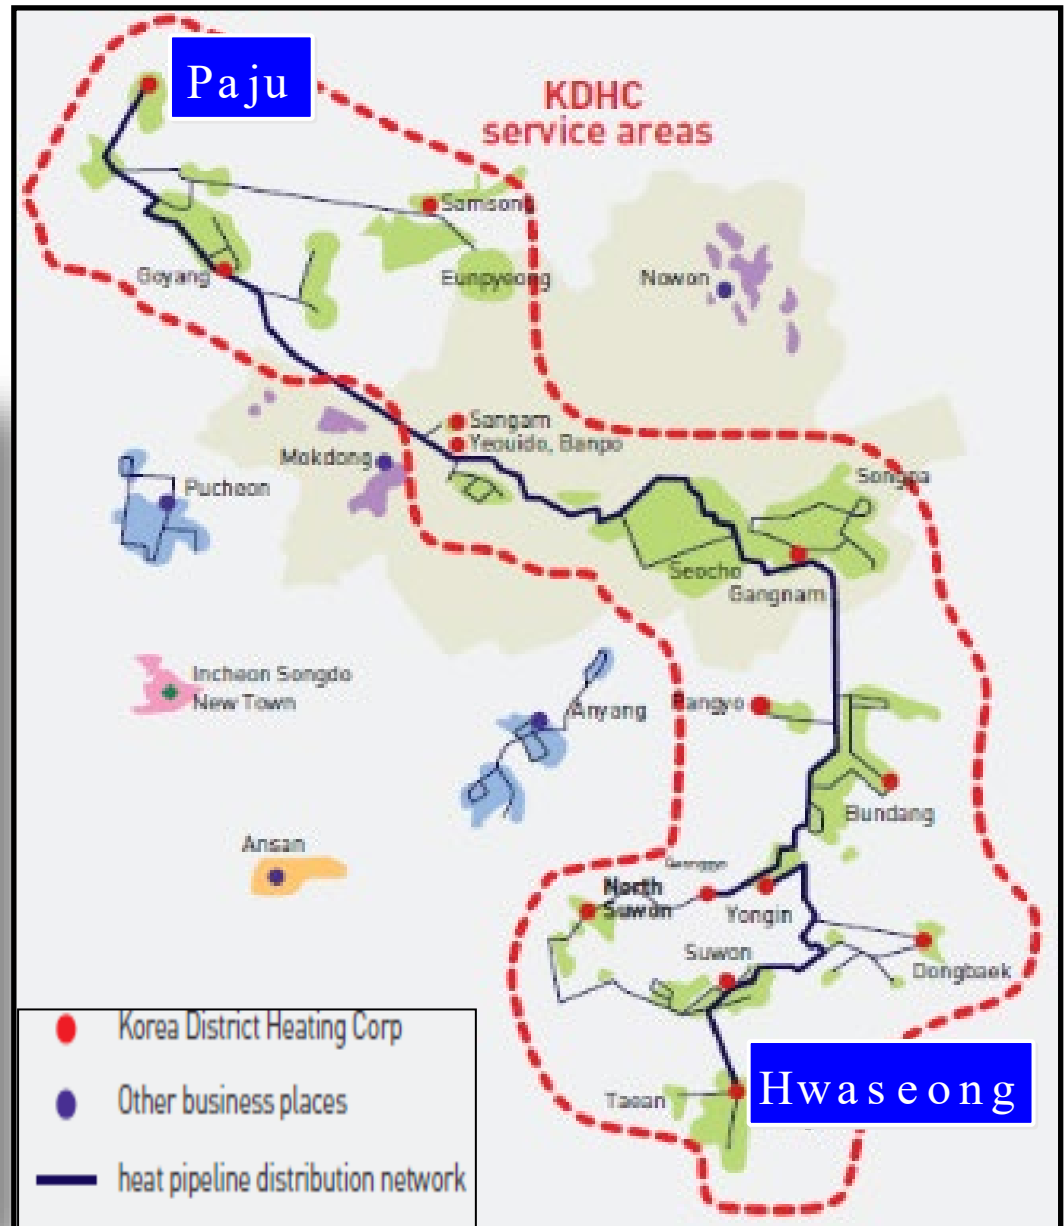 Paju
KDHC
service areas
Samsong
Goyang
Eunpyeong
Nowon
Sangam
Yeouido, Banpo
Mokdong
Pucheon
Songpa
Seocho
Gangnam
Incheon Songdo
New Town
Anyang
Pangyo
Bundang
Ansan
North
Suwon
Yongin
Suwon
Dongbaek
Korea District Heating Corp
Other business places
heat pipeline distribution network
Taean
Hwaseong